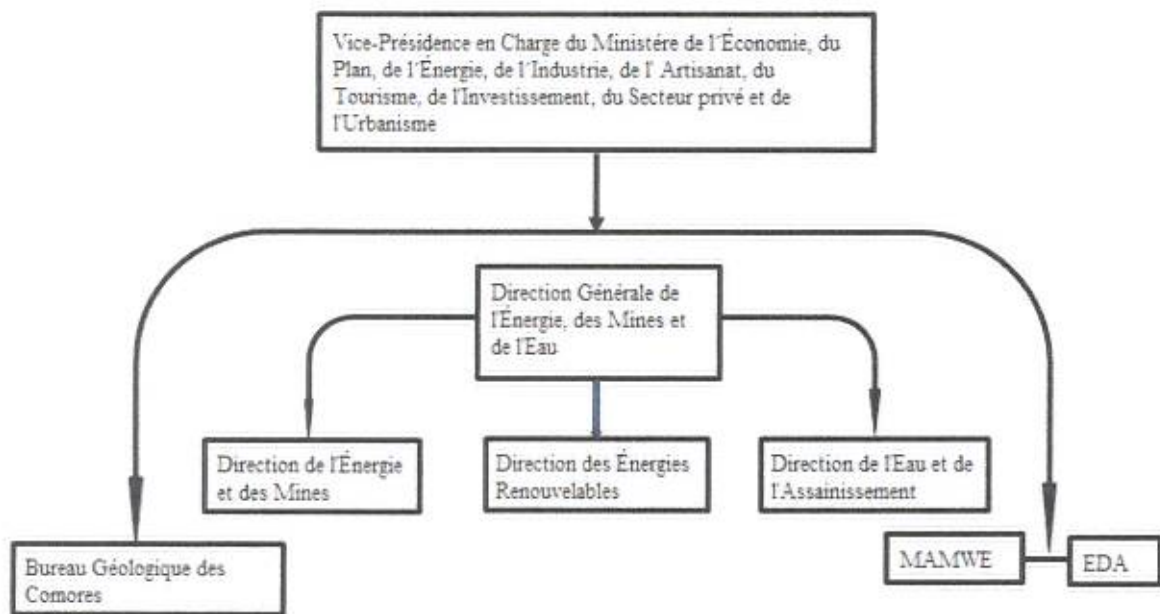 Vice-Présidence en Charge du Ministére de l'Économie, du
Plan, de l'Énergie, de l'Industrie, de l' Artisanat, du
Tourisme, de l'Investissement, du Secteur privé et de
l'Urbanisme
Direction Générale de
l'Énergie, des Mines et
de l'Eau
Direction de l'Énergie
et des Mines
Direction des Énergies
Renouvelables
Direction de l'Eau et de
l'Assainissement
Bureau Géologique des
Comores
MAMWE
EDA